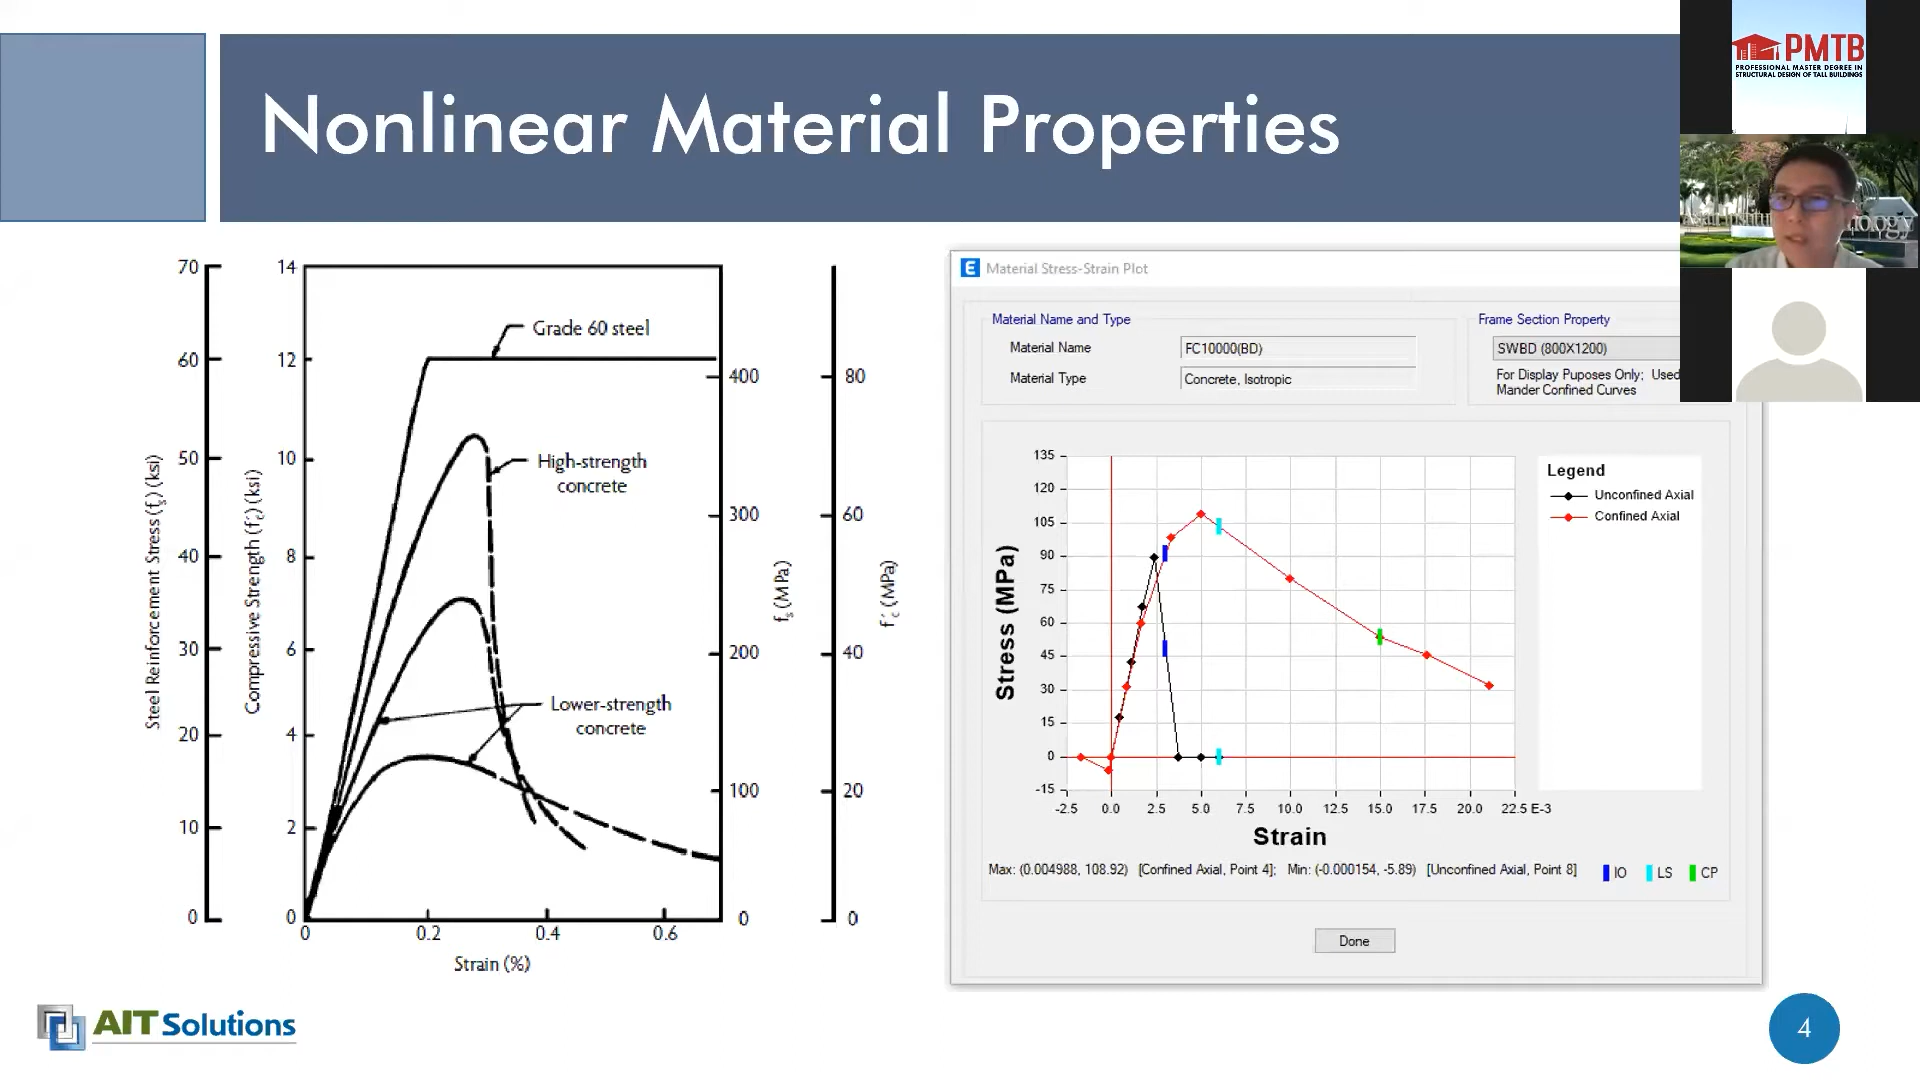 Nonlinear Material Properties
PMTB
PROFESSIONAL MASTER DEGREE IN
STRUCTURAL DESIGN OF TALL BUILDINGS
70
60
50
40
30
20
10
0
Steel Reinforcement Stress (fs) (ksi)
14
12
10
8
6
4
2
0
Compressive Strength (f'c) (ksi)
Grade 60 steel
High-strength
concrete
Lower-strength
concrete
0 0.2 0.4 0.6
Strain (%)
400
300
200
100
0
fs (MPa)
80
60
40
20
0
f'c (MPa)
E Material Stress-Strain Plot
Material Name and Type
Material Name FC10000(BD)
Material Type Concrete, Isotropic
Frame Section Property
SWBD (800X1200)
For Display Puposes Only; Used
Mander Confined Curves
135
120
105
90
75
60
45
30
15
0
-15
Stress (MPa)
-2.5 0.0 2.5 5.0 7.5 10.0 12.5 15.0 17.5 20.0 22.5 E-3
Strain
Legend
Unconfined Axial
Confined Axial
Max: (0.004988, 108.92) [Confined Axial, Point 4]; Min: (-0.000154, -5.89) [Unconfined Axial, Point 8]
IO LS CP
Done
AIT Solutions
4